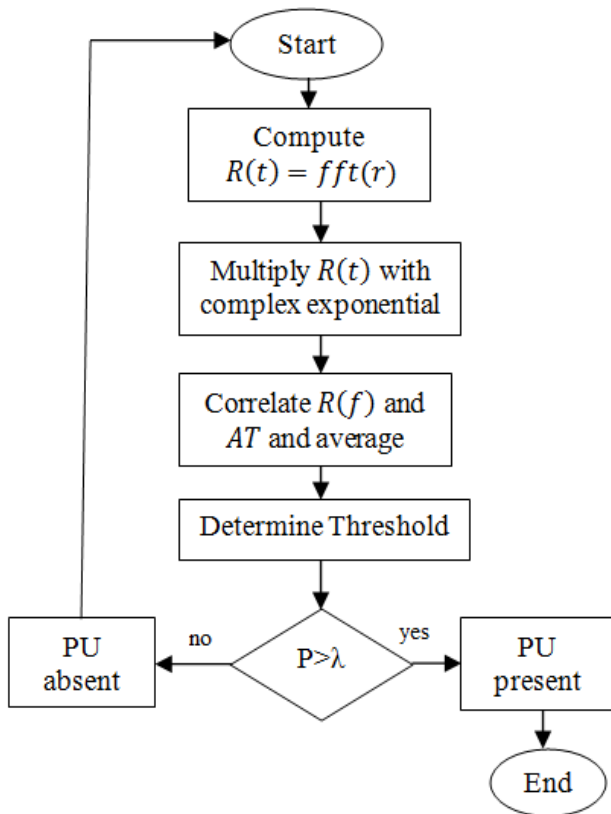 Start
Compute
R(t) = fft(r)
Multiply R(t) with
complex exponential
Correlate R(f) and
AT and average
Determine Threshold
no
P>λ
yes
PU
absent
PU
present
End